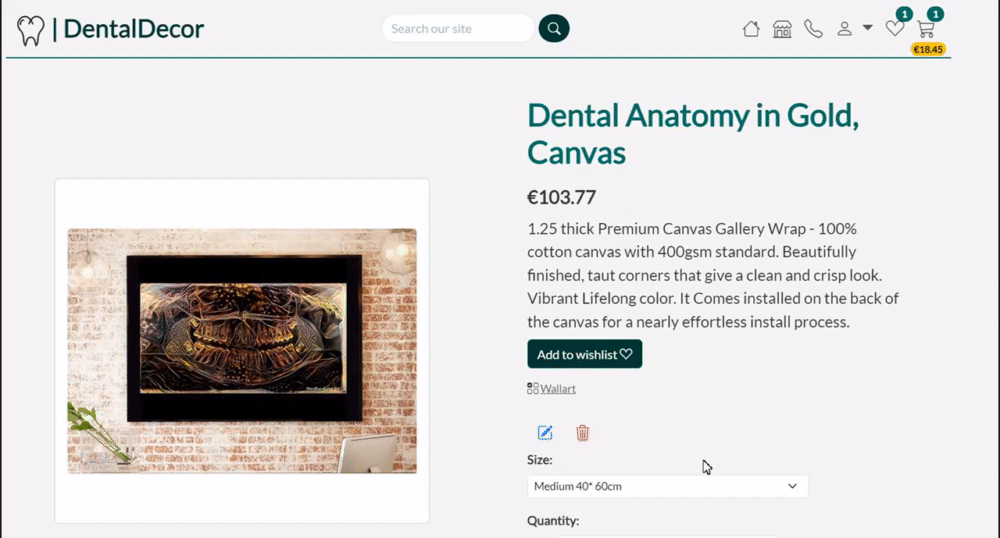 | DentalDecor
Search our site
1
1
€18.45
Dental Anatomy in Gold,
Canvas
€103.77
1.25 thick Premium Canvas Gallery Wrap - 100%
cotton canvas with 400gsm standard. Beautifully
finished, taut corners that give a clean and crisp look.
Vibrant Lifelong color. It Comes installed on the back of
the canvas for a nearly effortless install process.
Add to wishlist
Wallart
Size:
Medium 40* 60cm
Quantity: